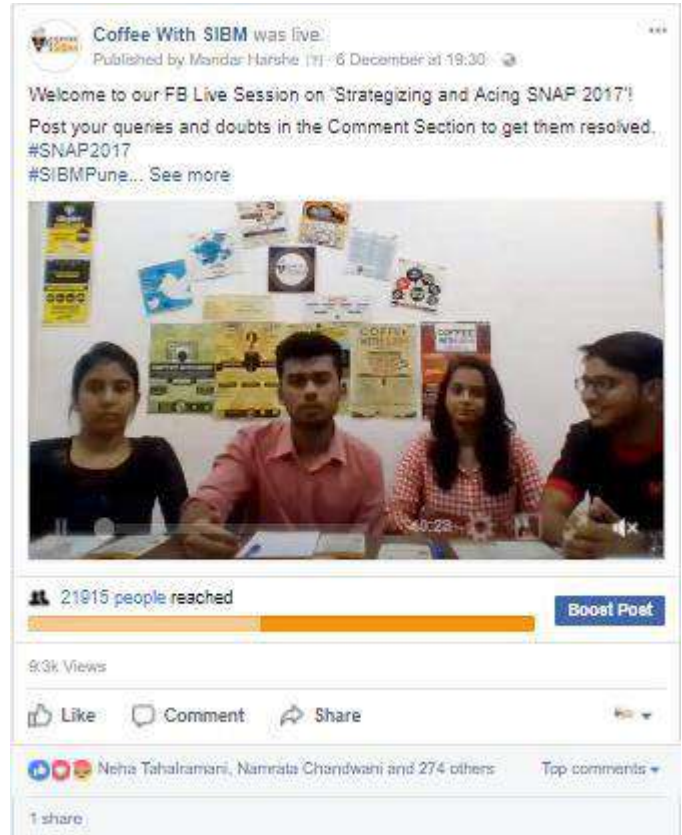 Coffee With SIBM was live.
Published by Mandar Harshe [?] · 6 December at 19:30 ·
Welcome to our FB Live Session on 'Strategizing and Acing SNAP 2017'!
Post your queries and doubts in the Comment Section to get them resolved.
#SNAP2017
#SIBMPune... See more
COFFEE
21915 people reached
Boost Post
9.3k Views
Like Comment Share
Neha Tahalramani, Namrata Chandwani and 274 others Top comments
1 share